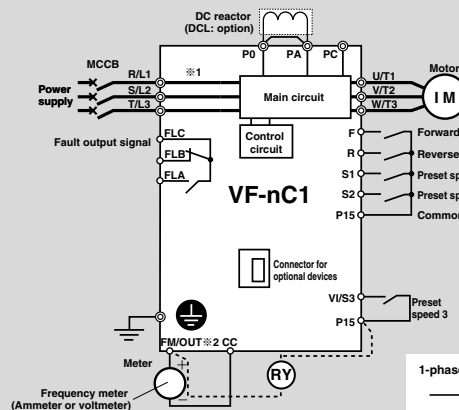 DC reactor
(DCL: option)
P0 PA PC
MCCB
R/L1 ※1 U/T1
Motor
Power
supply
S/L2 V/T2
T/L3 W/T3
Main circuit
I M
Control
circuit
Fault output signal
FLC
FLB
FLA
F Forward
R Reverse
S1 Preset sp
S2 Preset sp
P15 Common
VF-nC1
Connector for
optional devices
VI/S3
Preset
speed 3
P15
FM/OUT※2 CC
Meter
+
−
RY
Frequency meter
(Ammeter or voltmeter)
1-phase